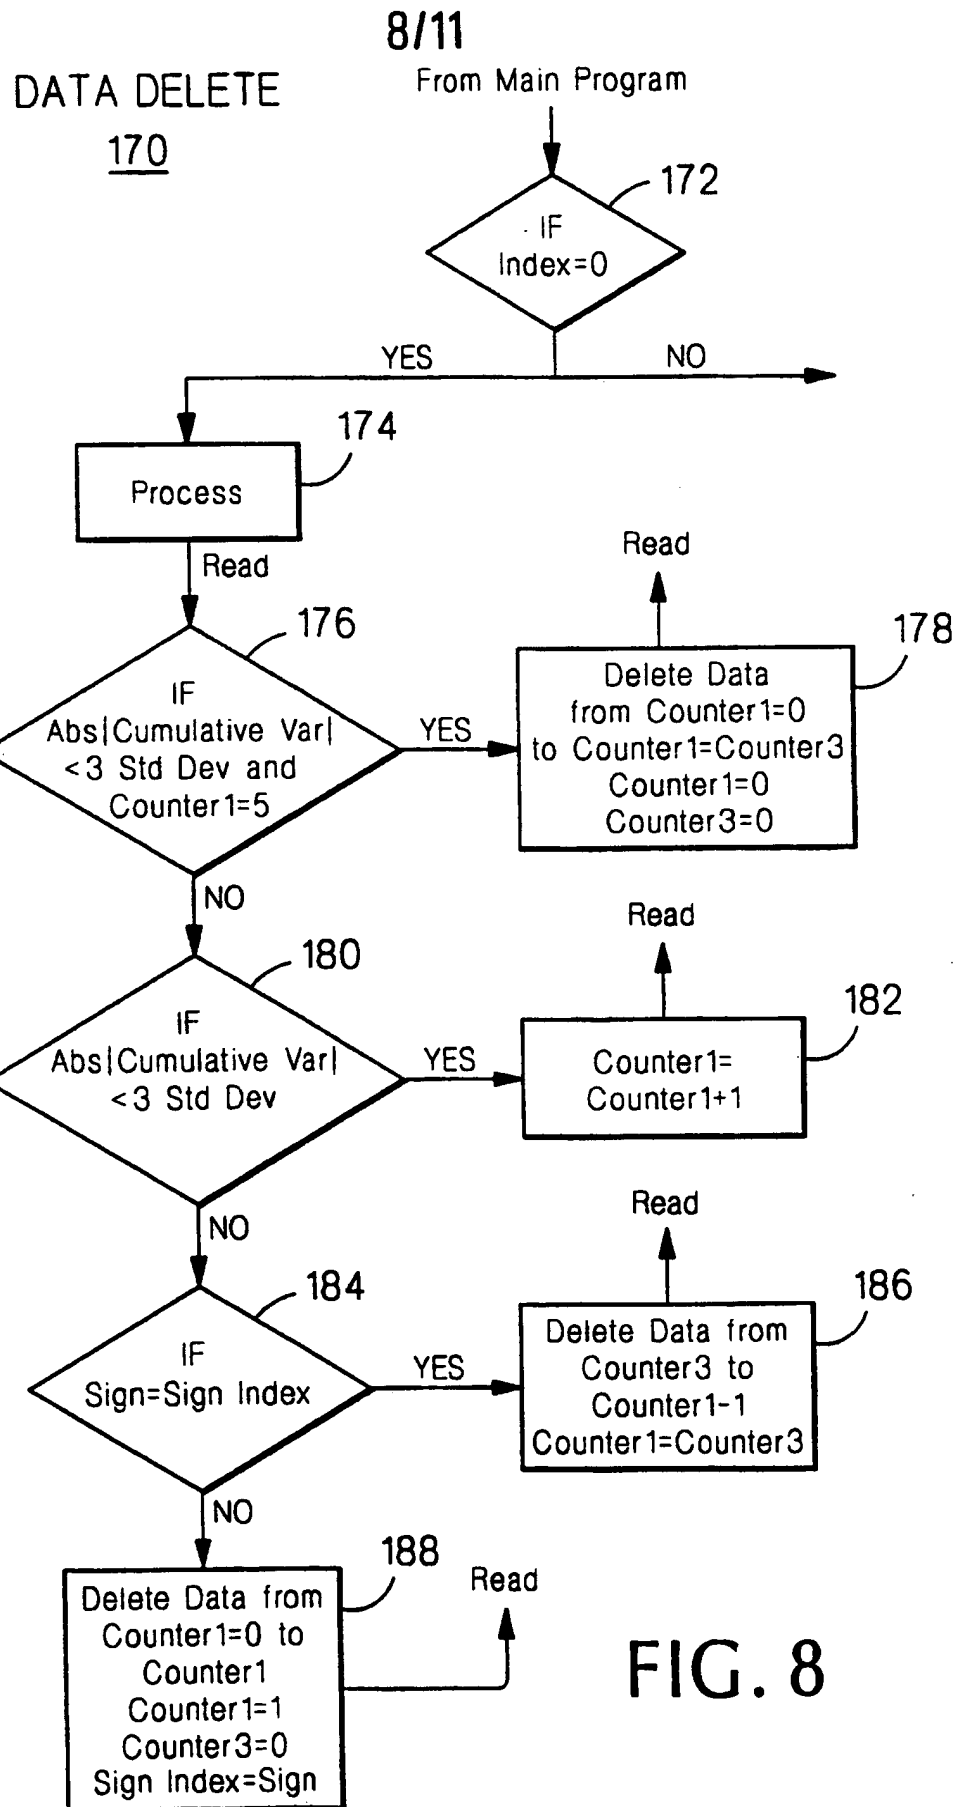 8/11
DATA DELETE
170
From Main Program
172
IF
Index=0
YES
NO
174
Process
Read
176
IF
Abs|Cumulative Var|
<3 Std Dev and
Counter1=5
YES
Read
178
Delete Data
from Counter1=0
to Counter1=Counter3
Counter1=0
Counter3=0
NO
180
IF
Abs|Cumulative Var|
<3 Std Dev
YES
Read
182
Counter1=
Counter1+1
NO
184
IF
Sign=Sign Index
YES
Read
186
Delete Data from
Counter3 to
Counter1-1
Counter1=Counter3
NO
188
Delete Data from
Counter1=0 to
Counter1
Counter1=1
Counter3=0
Sign Index=Sign
Read
FIG. 8